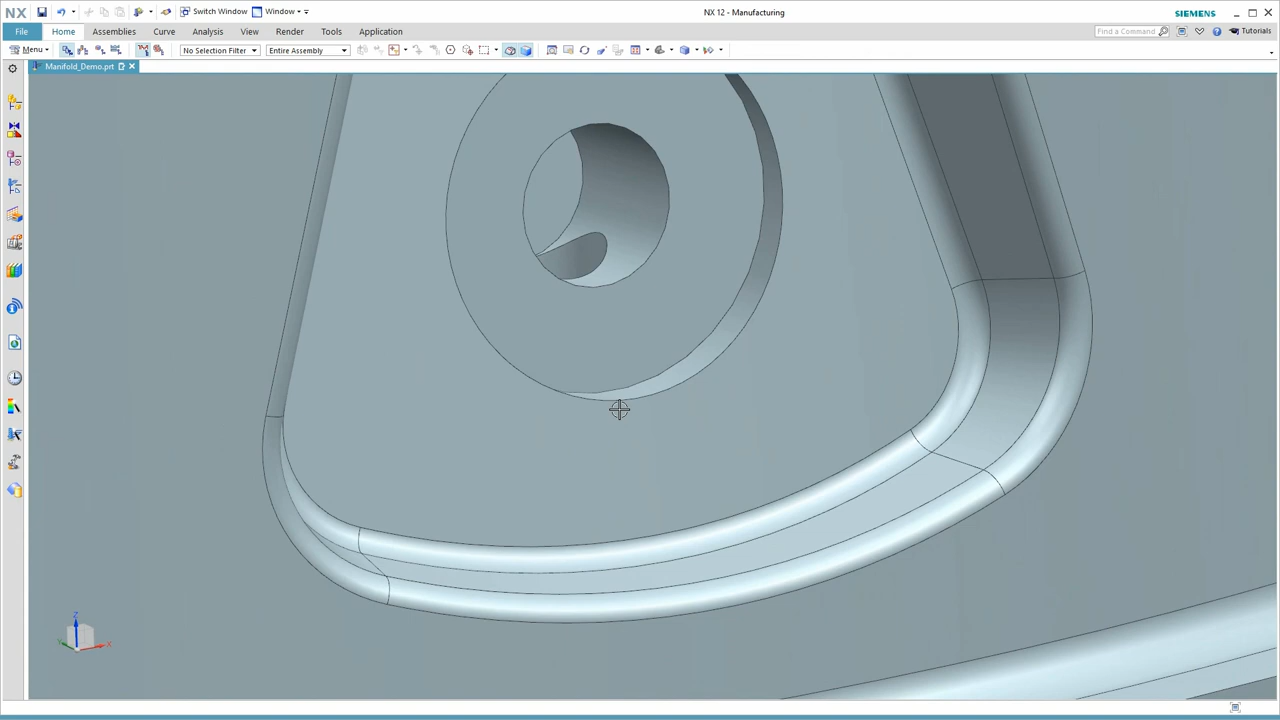 NX
Switch Window
Window
NX 12 - Manufacturing
SIEMENS
File
Home
Assemblies
Curve
Analysis
View
Render
Tools
Application
Find a Command
Tutorials
Menu
No Selection Filter
Entire Assembly
Manifold_Demo.prt
Z
Y
X